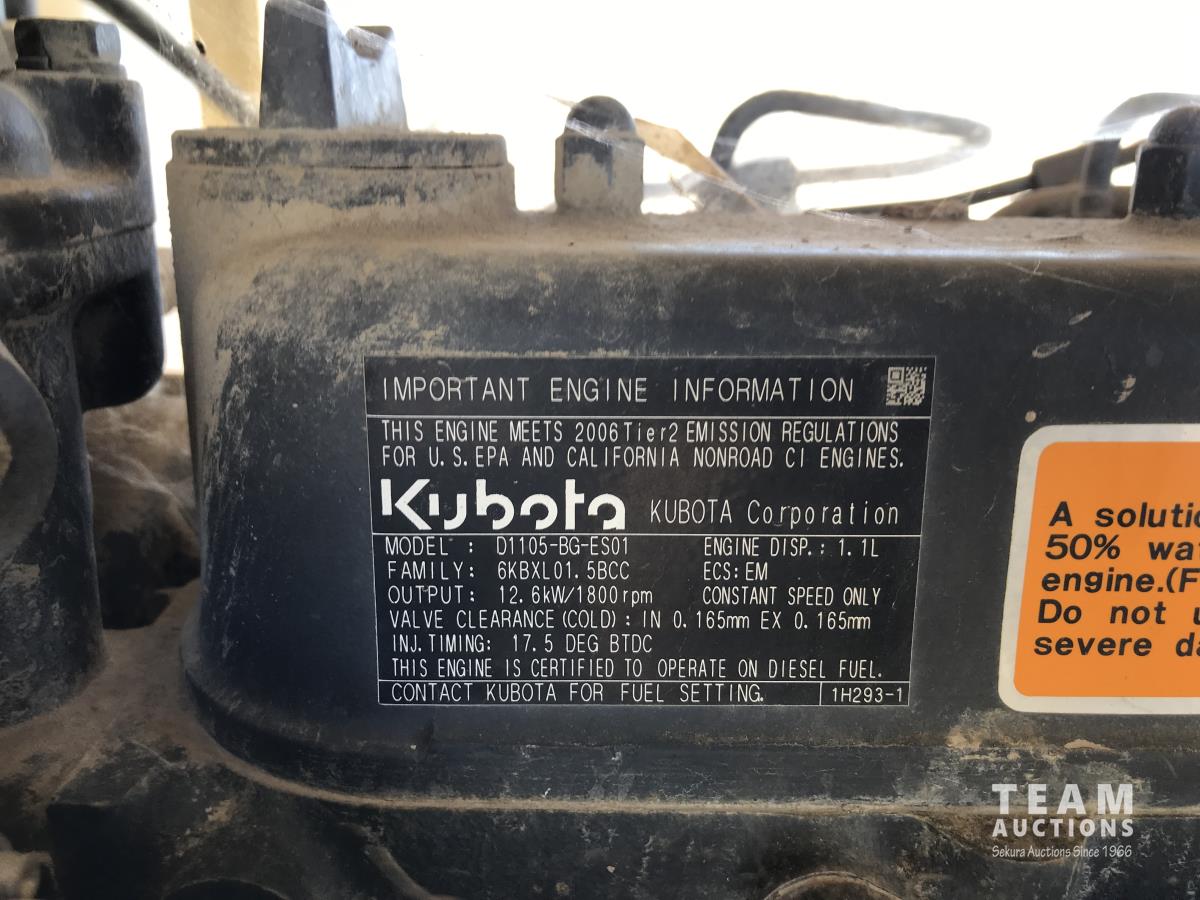 IMPORTANT ENGINE INFORMATION
THIS ENGINE MEETS 2006 Tier2 EMISSION REGULATIONS
FOR U.S.EPA AND CALIFORNIA NONROAD CI ENGINES.
Kubota KUBOTA Corporation
MODEL : D1105-BG-ES01 ENGINE DISP.: 1.1L
FAMILY: 6KBXL01.5BCC ECS:EM
OUTPUT: 12.6kW/1800rpm CONSTANT SPEED ONLY
VALVE CLEARANCE(COLD): IN 0.165mm EX 0.165mm
INJ.TIMING: 17.5 DEG BTDC
THIS ENGINE IS CERTIFIED TO OPERATE ON DIESEL FUEL.
CONTACT KUBOTA FOR FUEL SETTING. 1H293-1
A
50%
engine.(F
Do not
severe
TEAM
AUCTIONS
Sekura Auctions Since 1966